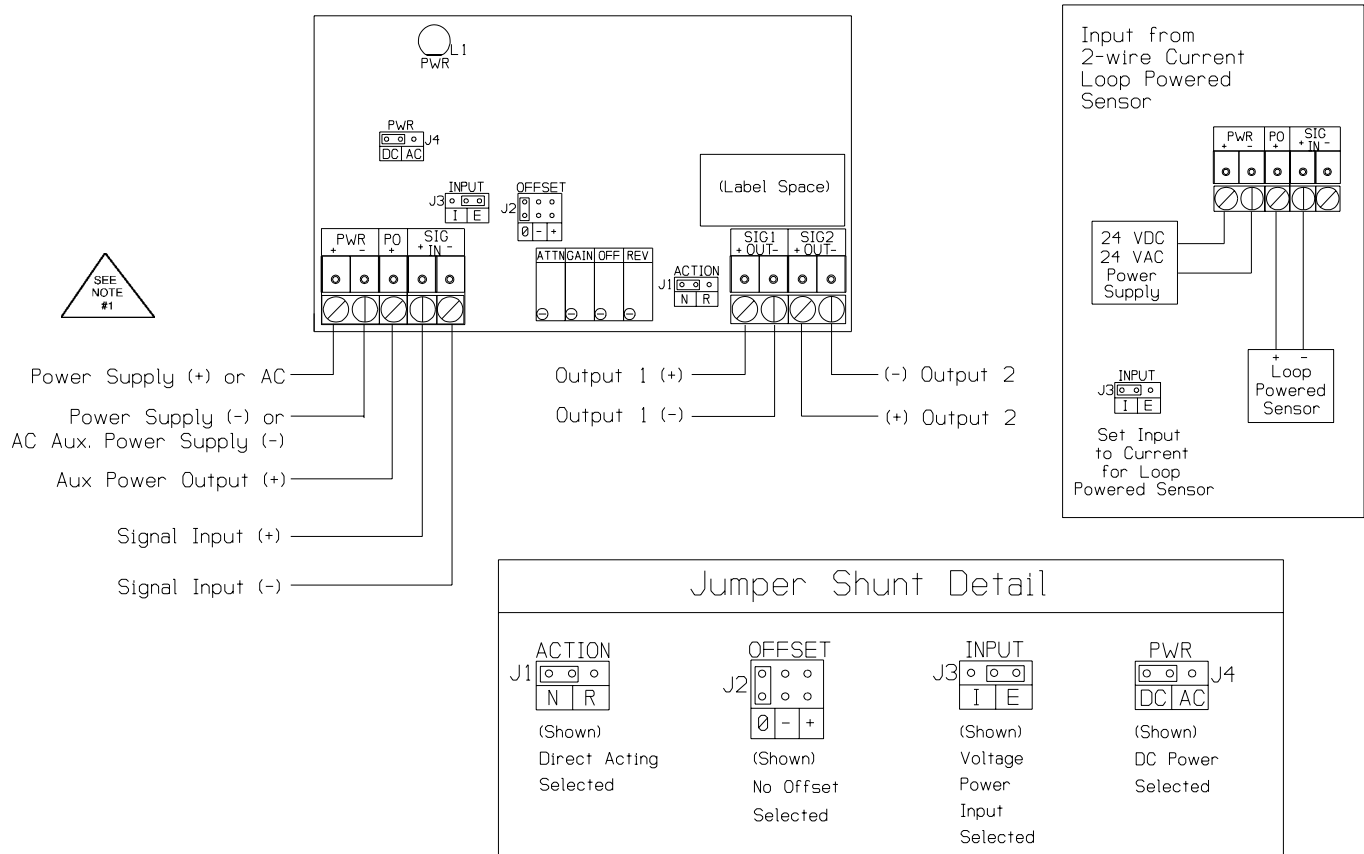 L1
PWR
PWR
J4
DC AC
INPUT
J3
I E
OFFSET
J2
Ø - +
(Label Space)
PWR
+ -
PO
+
SIG
+ IN -
ATTN GAIN OFF REV
ACTION
J1
N R
SIG1
+ OUT-
SIG2
+ OUT-
SEE
NOTE
#1
Power Supply (+) or AC
Power Supply (-) or
AC Aux. Power Supply (-)
Aux Power Output (+)
Signal Input (+)
Signal Input (-)
Output 1 (+)
Output 1 (-)
(-) Output 2
(+) Output 2
Input from
2-wire Current
Loop Powered
Sensor
PWR
+ -
PO
+
SIG
+ IN -
24 VDC
24 VAC
Power
Supply
+ -
Loop
Powered
Sensor
INPUT
J3
I E
Set Input
to Current
for Loop
Powered Sensor
Jumper Shunt Detail
ACTION
J1
N R
(Shown)
Direct Acting
Selected
OFFSET
J2
Ø - +
(Shown)
No Offset
Selected
INPUT
J3
I E
(Shown)
Voltage
Power
Input
Selected
PWR
J4
DC AC
(Shown)
DC Power
Selected